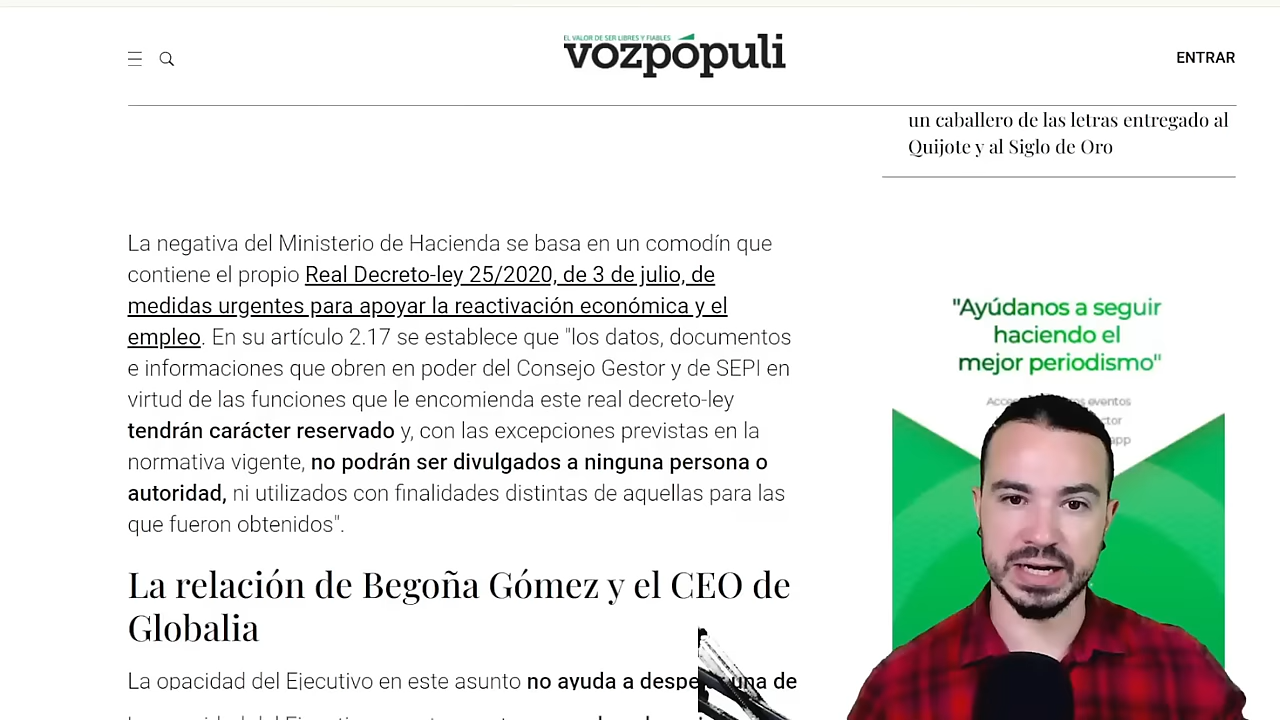 EL VALOR DE SER LIBRES Y FIABLES
vozpópuli
ENTRAR
un caballero de las letras entregado al
Quijote y al Siglo de Oro
La negativa del Ministerio de Hacienda se basa en un comodín que
contiene el propio Real Decreto-ley 25/2020, de 3 de julio, de
medidas urgentes para apoyar la reactivación económica y el
empleo. En su artículo 2.17 se establece que "los datos, documentos
e informaciones que obren en poder del Consejo Gestor y de SEPI en
virtud de las funciones que le encomienda este real decreto-ley
tendrán carácter reservado y, con las excepciones previstas en la
normativa vigente, no podrán ser divulgados a ninguna persona o
autoridad, ni utilizados con finalidades distintas de aquellas para las
que fueron obtenidos".
La relación de Begoña Gómez y el CEO de
Globalia
La opacidad del Ejecutivo en este asunto no ayuda a una de
"Ayúdanos a seguir
haciendo el
mejor periodismo"
eventos